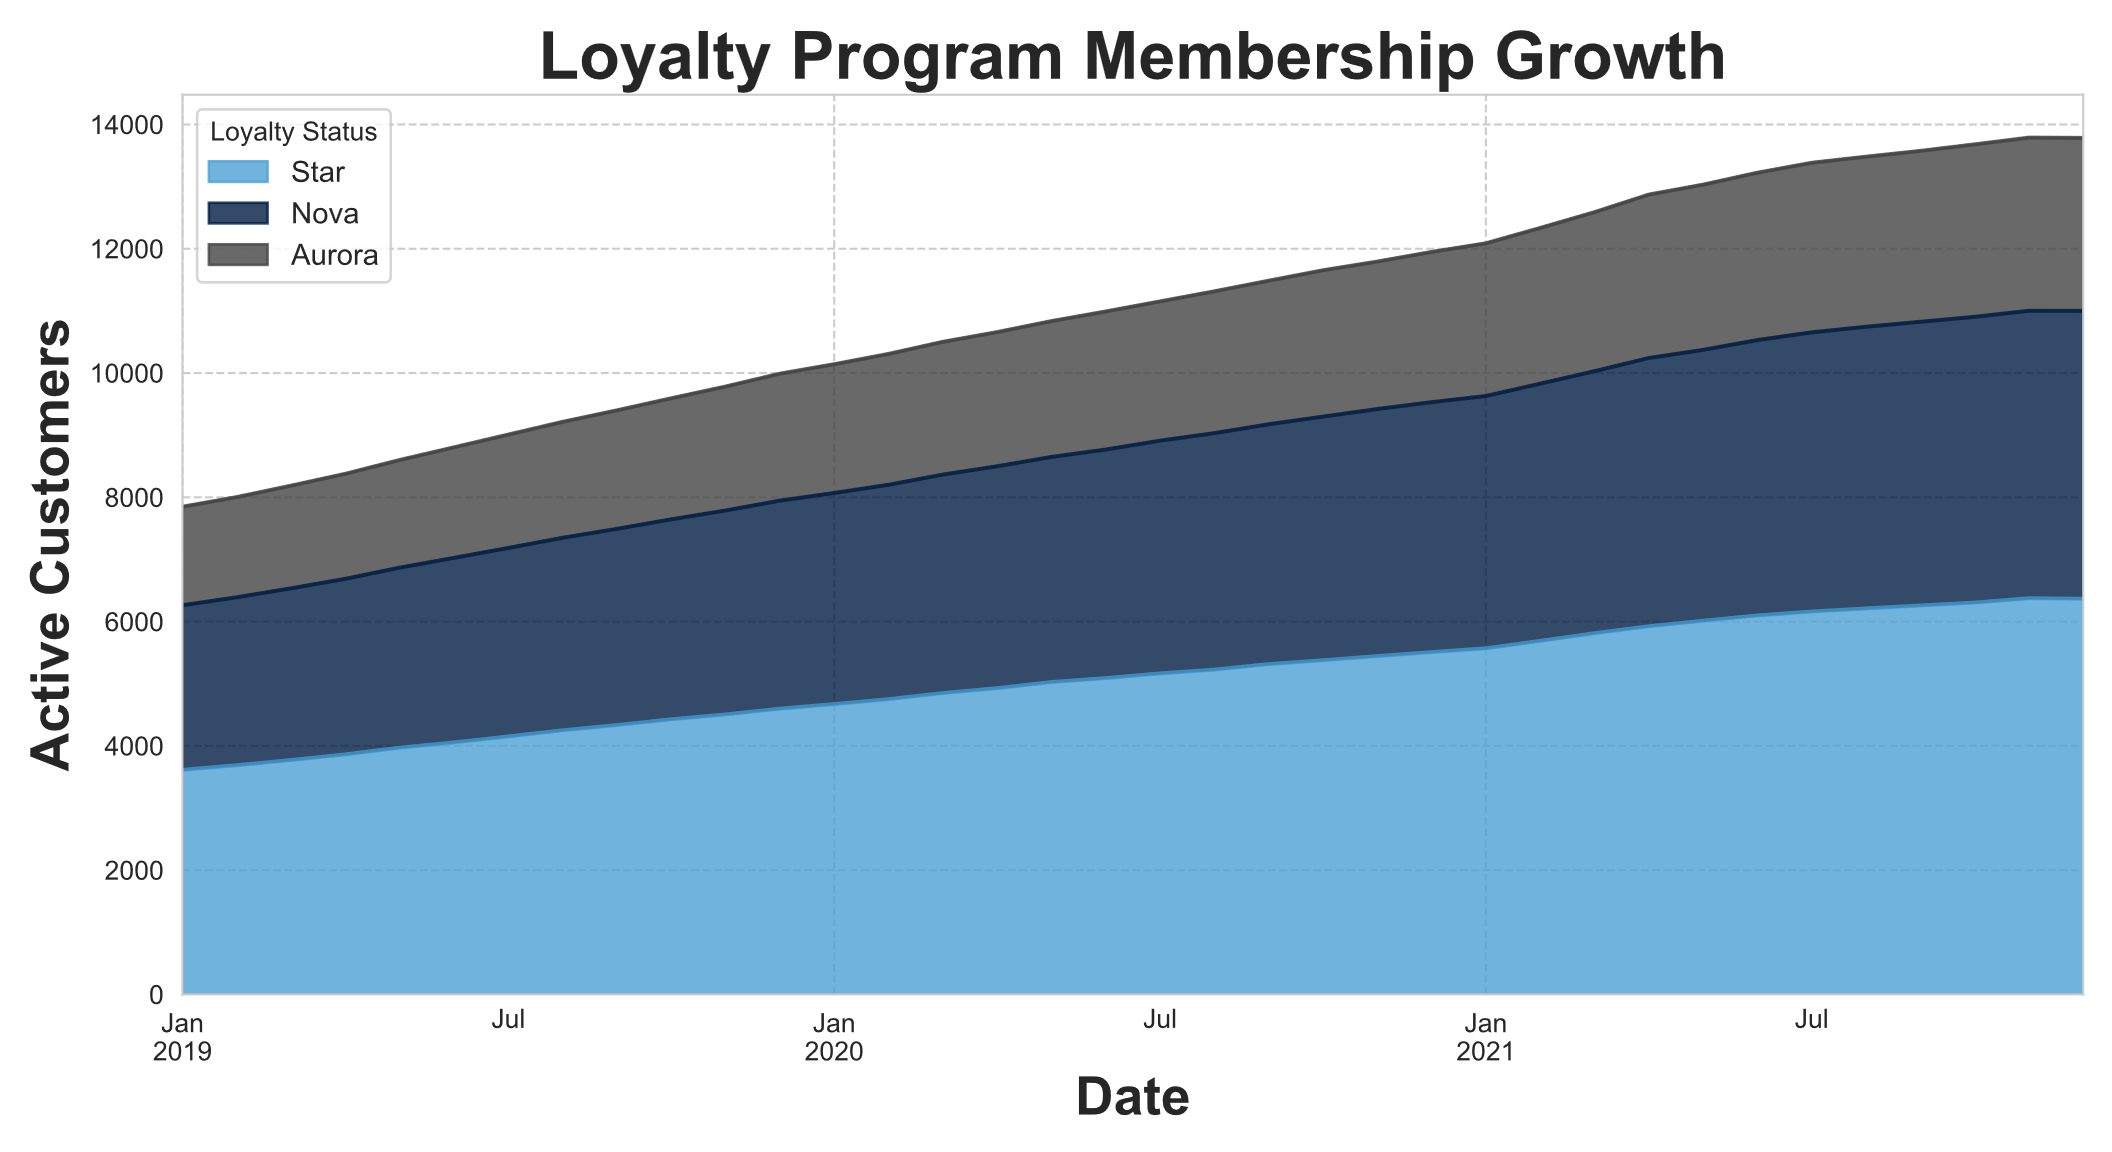 Loyalty Program Membership Growth
Loyalty Status
Star
Nova
Aurora
Active Customers
14000
12000
10000
8000
6000
4000
2000
0
Jan Jul Jan Jul Jan Jul
2019 2020 2021
Date